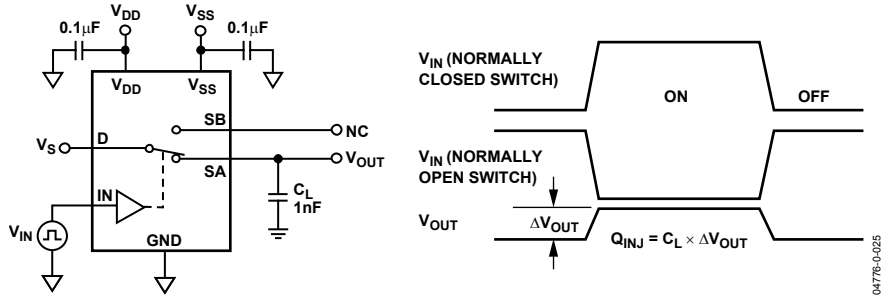 VDD
VSS
0.1μF
0.1μF
VDD
VSS
SB
NC
VS
D
SA
VOUT
IN
CL
1nF
VIN
GND
VIN (NORMALLY
CLOSED SWITCH)
ON
OFF
VIN (NORMALLY
OPEN SWITCH)
VOUT
ΔVOUT
QINJ = CL × ΔVOUT
04776-0-025